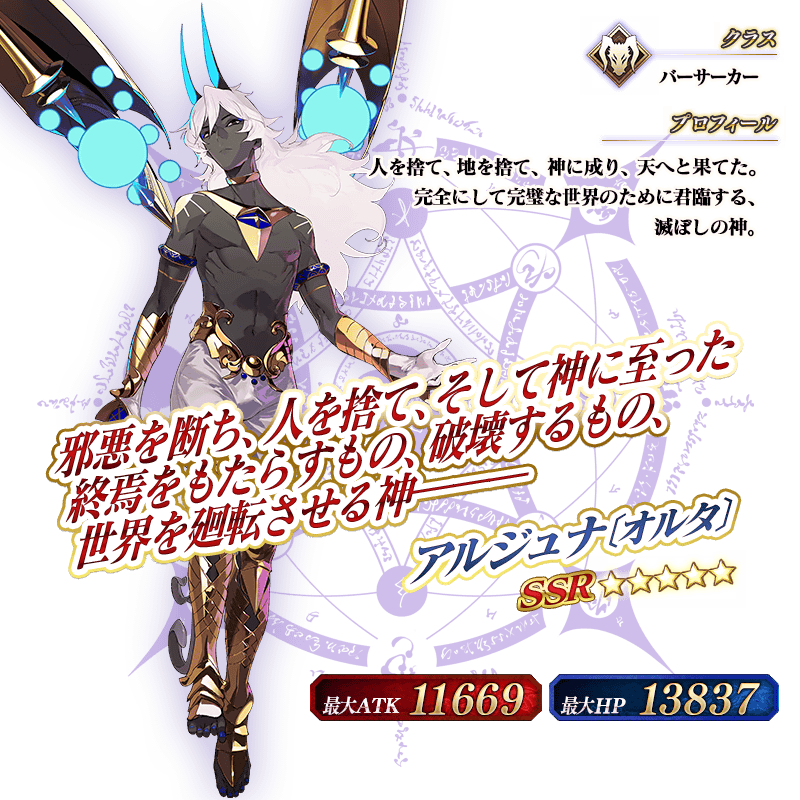 クラス
バーサーカー
プロフィール
人を捨て、地を捨て、神に成り、天へと果てた。
完全にして完璧な世界のために君臨する、
滅ぼしの神。
邪悪を断ち、人を捨て、そして神に至った
終焉をもたらすもの、破壊するもの、
世界を廻転させる神――
アルジュナ〔オルタ〕
SSR ☆☆☆☆☆
最大ATK 11669
最大HP 13837